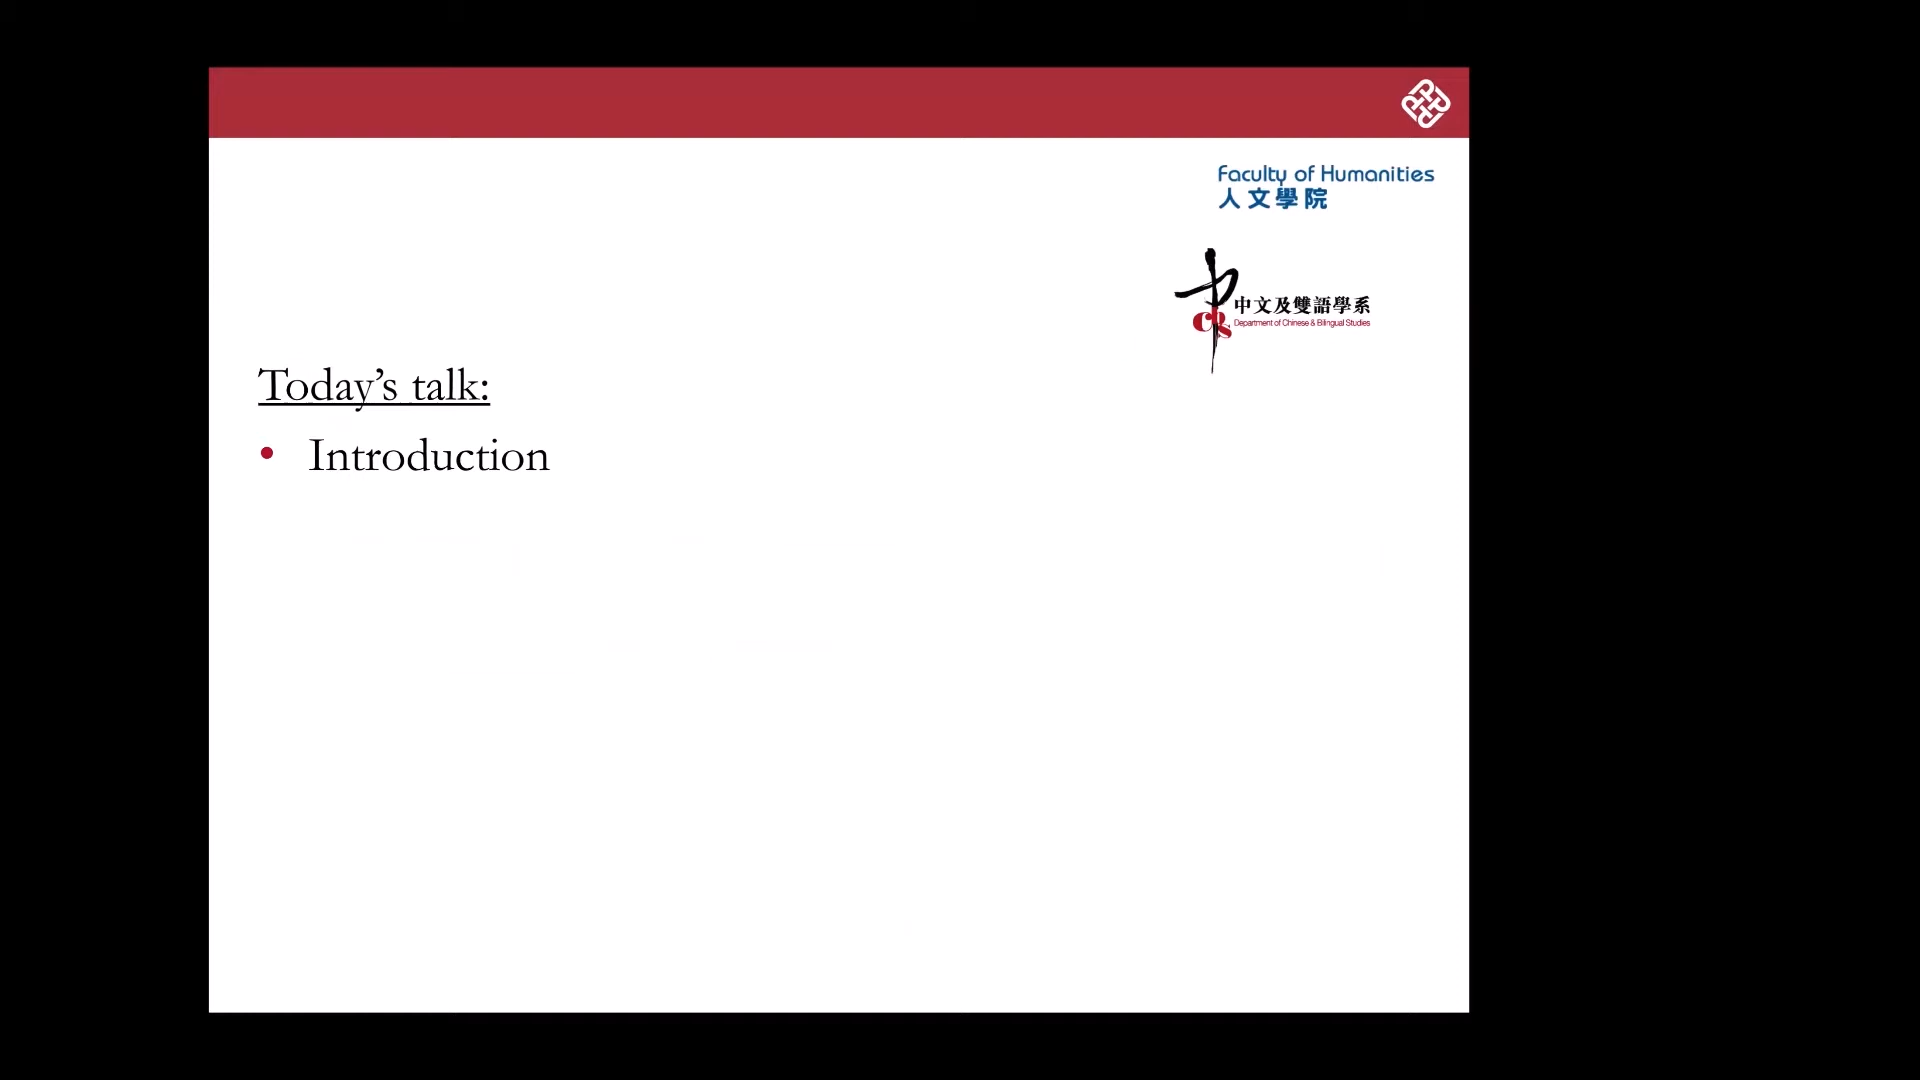 Faculty of Humanities
人文學院
中文及雙語學系
Department of Chinese & Bilingual Studies
Today’s talk:
• Introduction